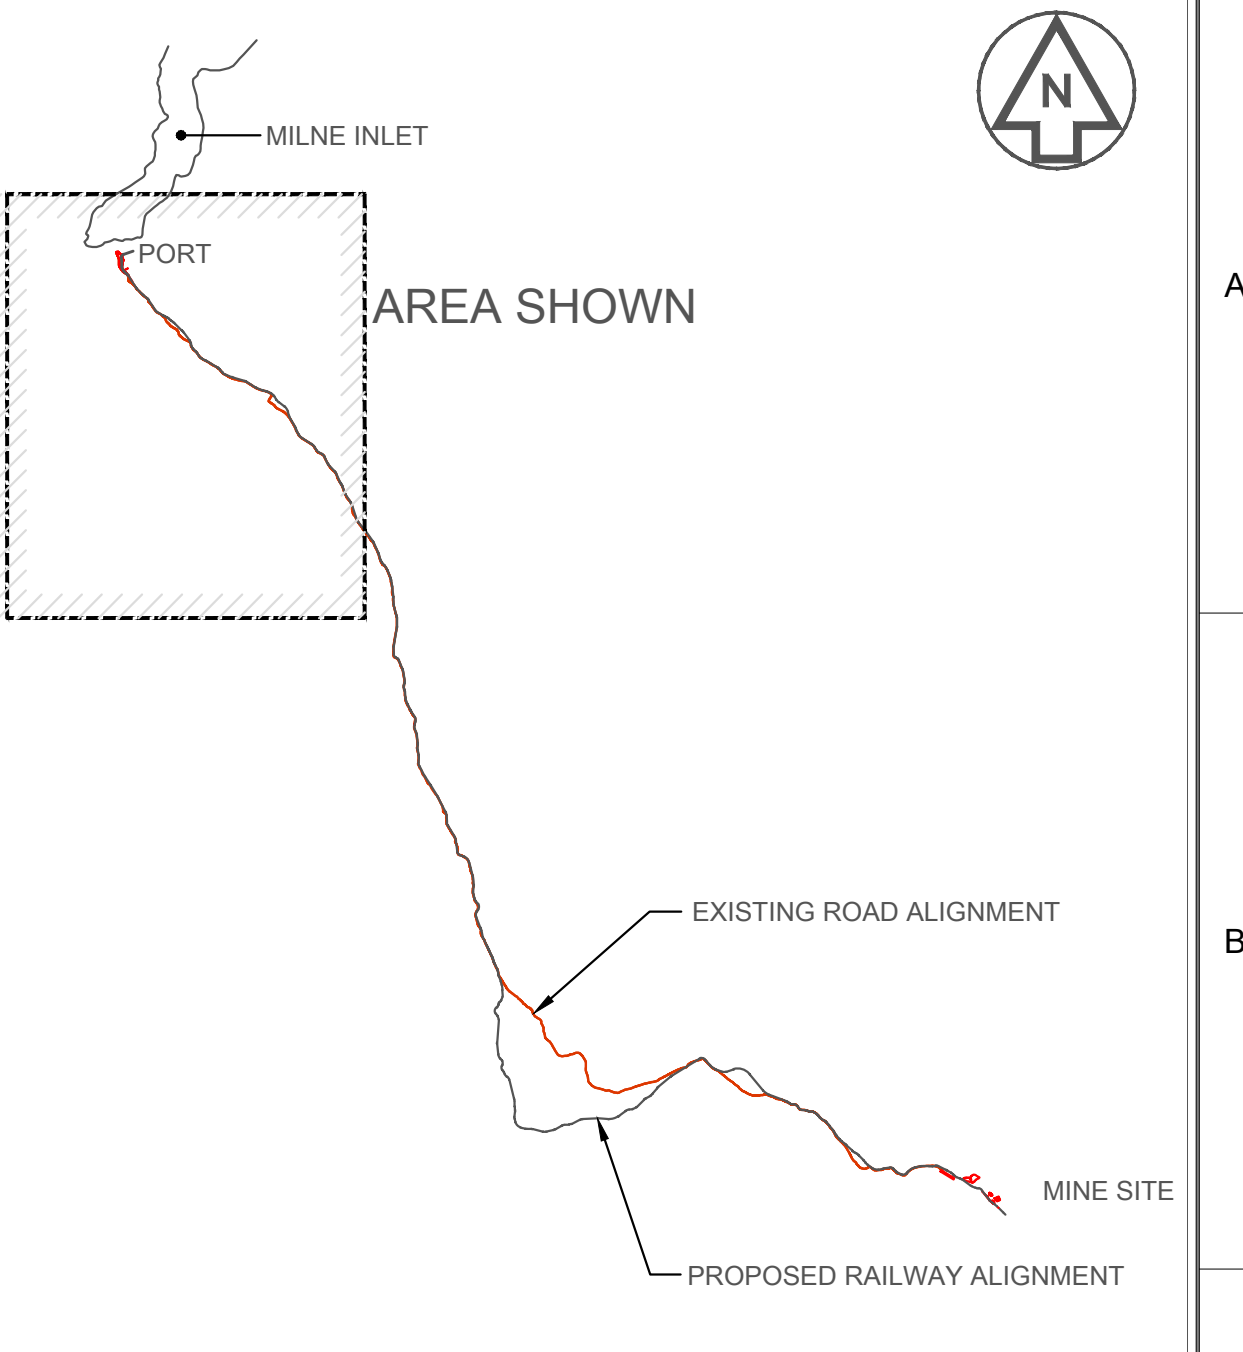 N
MILNE INLET
PORT
AREA SHOWN
A
EXISTING ROAD ALIGNMENT
B
MINE SITE
PROPOSED RAILWAY ALIGNMENT